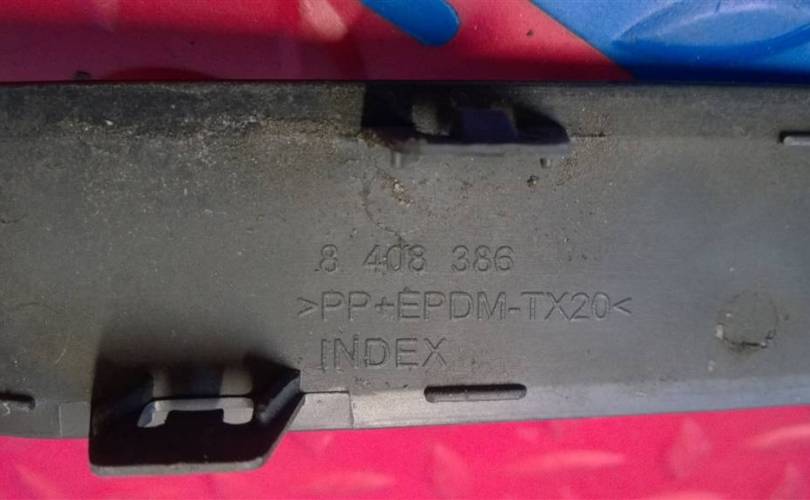 8 408 386
>PP+EPDM-TX20<
INDEX